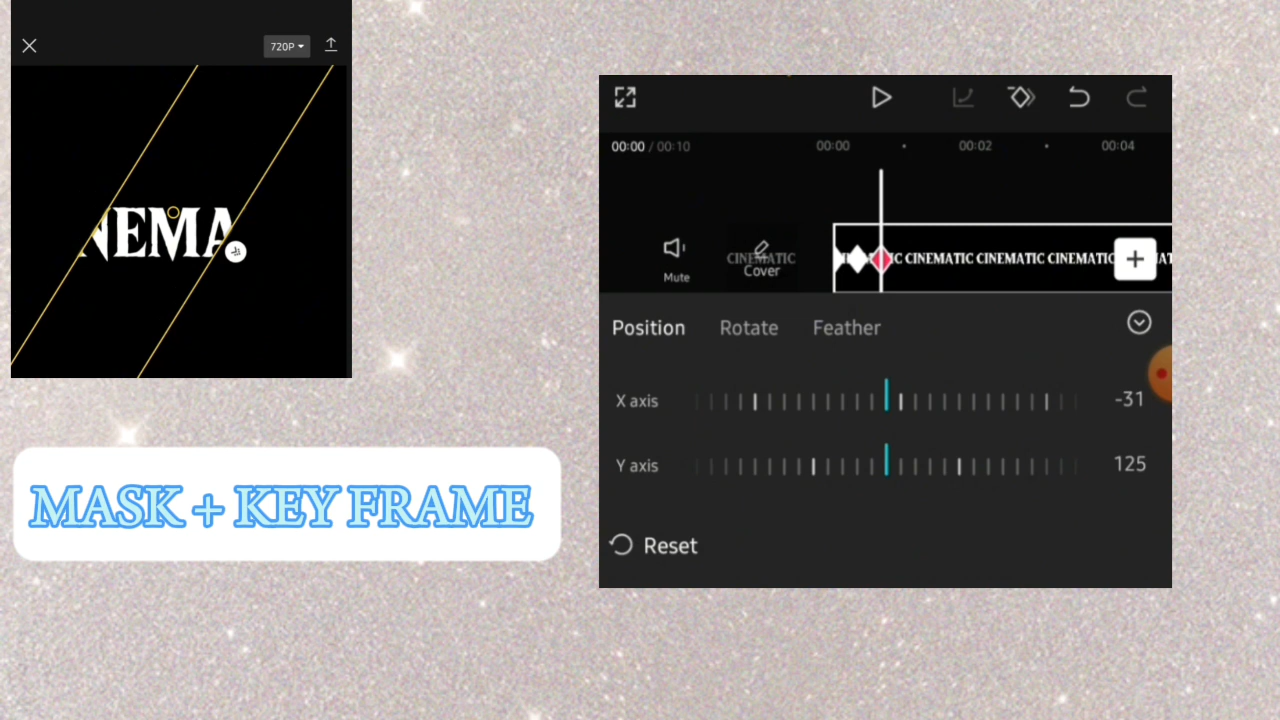 720P
NEMA
MASK + KEY FRAME
00:00 / 00:10
00:00
00:02
00:04
Mute
CINEMATIC
Cover
IC CINEMATIC CINEMATIC CINEMATIC
Position
Rotate
Feather
X axis
-31
Y axis
125
Reset